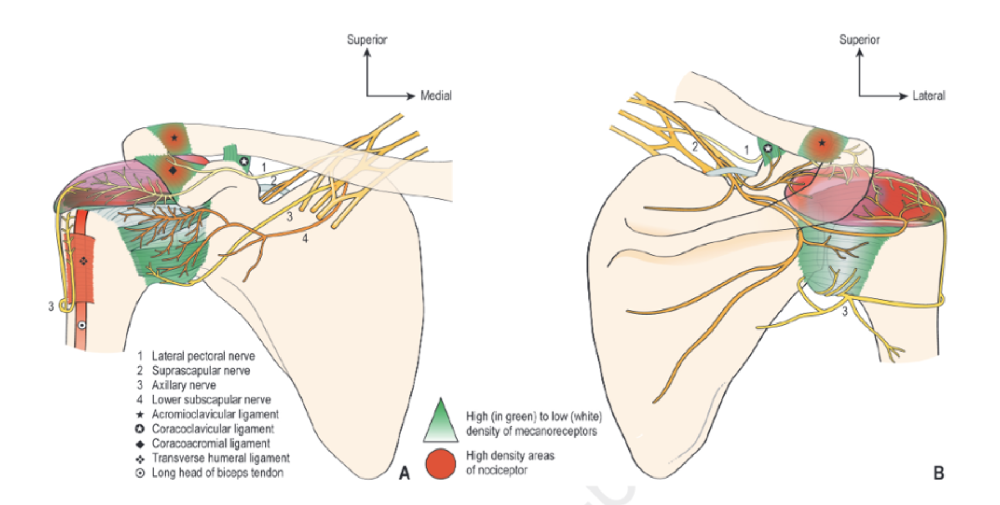 Superior
Medial
1
2
3
4
3
1 Lateral pectoral nerve
2 Suprascapular nerve
3 Axillary nerve
4 Lower subscapular nerve
★ Acromioclavicular ligament
✪ Coracoclavicular ligament
◆ Coracoacromial ligament
❖ Transverse humeral ligament
⊙ Long head of biceps tendon
A
High (in green) to low (white)
density of mecanoreceptors
High density areas
of nociceptor
Superior
Lateral
2
1
3
B